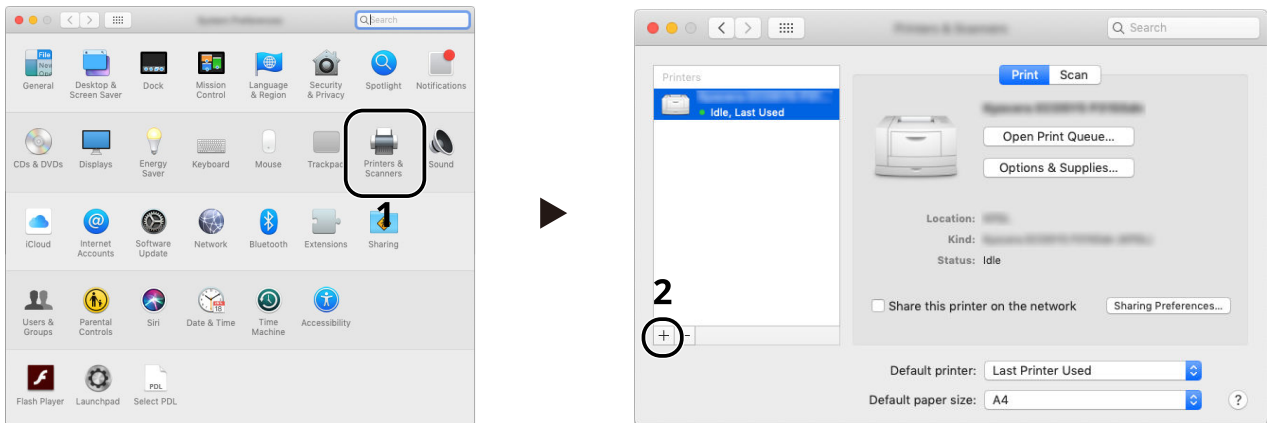 Search
File
New
General
Desktop &
Screen Saver
Dock
Mission
Control
Language
& Region
Security
& Privacy
Spotlight
Notifications
CDs & DVDs
Displays
Energy
Saver
Keyboard
Mouse
Trackpad
Printers &
Scanners
Sound
1
iCloud
Internet
Accounts
Software
Update
Network
Bluetooth
Extensions
Sharing
Users &
Groups
Parental
Controls
Siri
18
Date & Time
Time
Machine
Accessibility
PDL
Flash Player
Launchpad
Select PDL
Search
Printers
Idle, Last Used
Print
Scan
Open Print Queue...
Options & Supplies...
Location:
Kind:
Status: Idle
2
+ -
Share this printer on the network
Sharing Preferences...
Default printer: Last Printer Used
Default paper size: A4
?